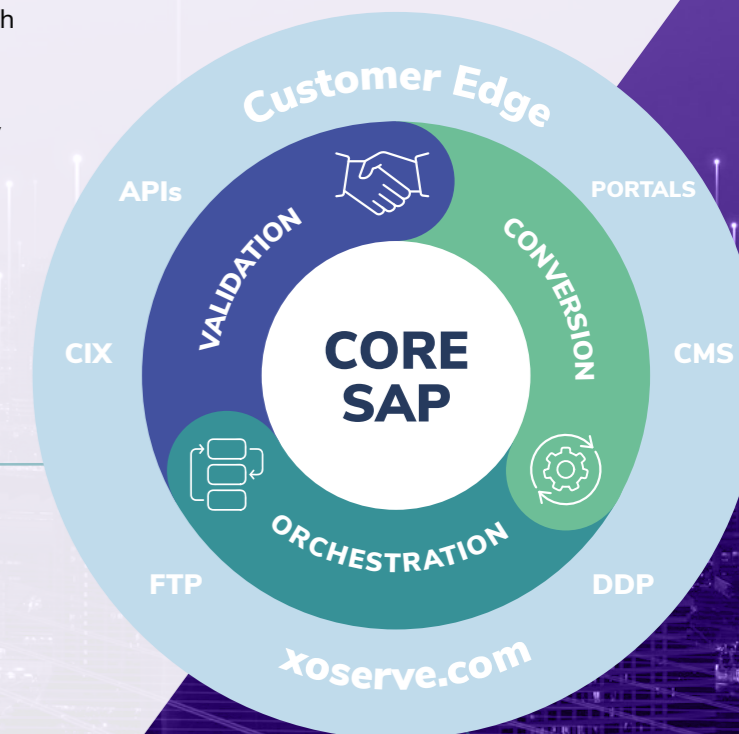 h
Customer Edge
APIs
PORTALS
VALIDATION
CONVERSION
CIX
CORE
SAP
CMS
ORCHESTRATION
FTP
DDP
xoserve.com